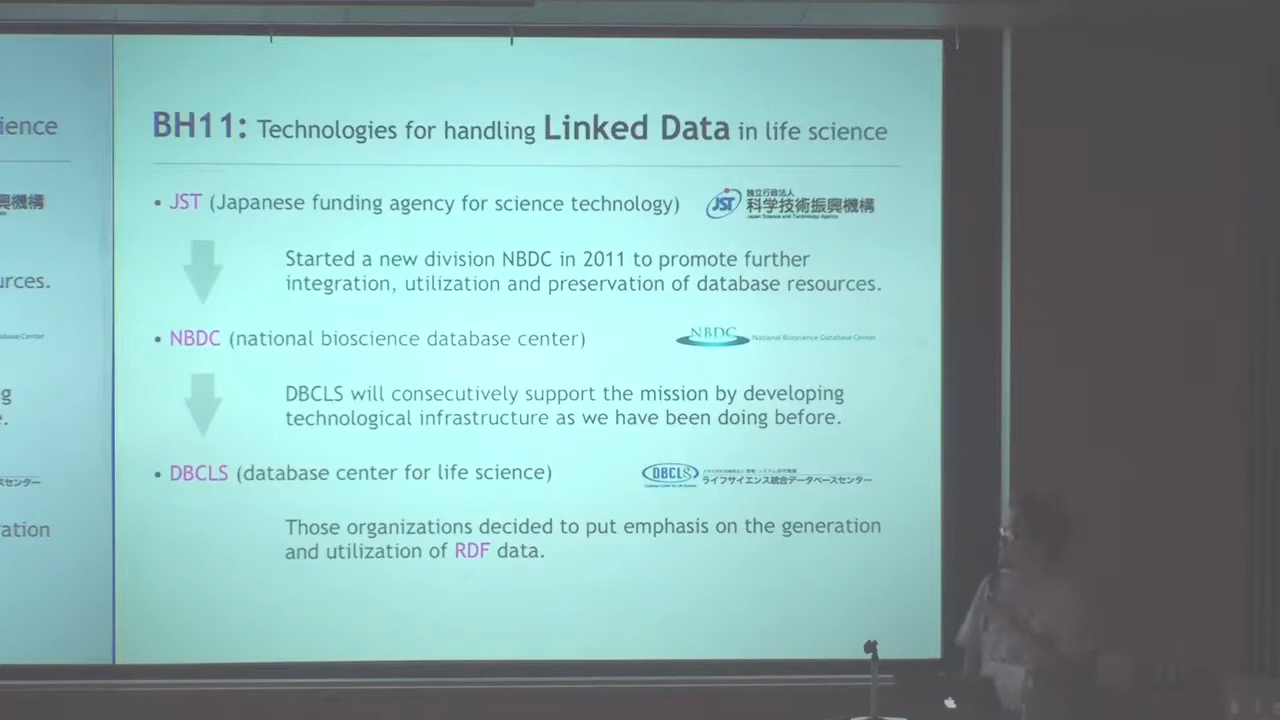 ience
興機構
urces.
abase Center
g
e.
スセンター
ation
BH11: Technologies for handling Linked Data in life science
• JST (Japanese funding agency for science technology)
JST
独立行政法人
科学技術振興機構
Japan Science and Technology Agency
Started a new division NBDC in 2011 to promote further
integration, utilization and preservation of database resources.
• NBDC (national bioscience database center)
NBDC National Bioscience Database Center
DBCLS will consecutively support the mission by developing
technological infrastructure as we have been doing before.
• DBCLS (database center for life science)
DBCLS
ライフサイエンス統合データベースセンター
Those organizations decided to put emphasis on the generation
and utilization of RDF data.